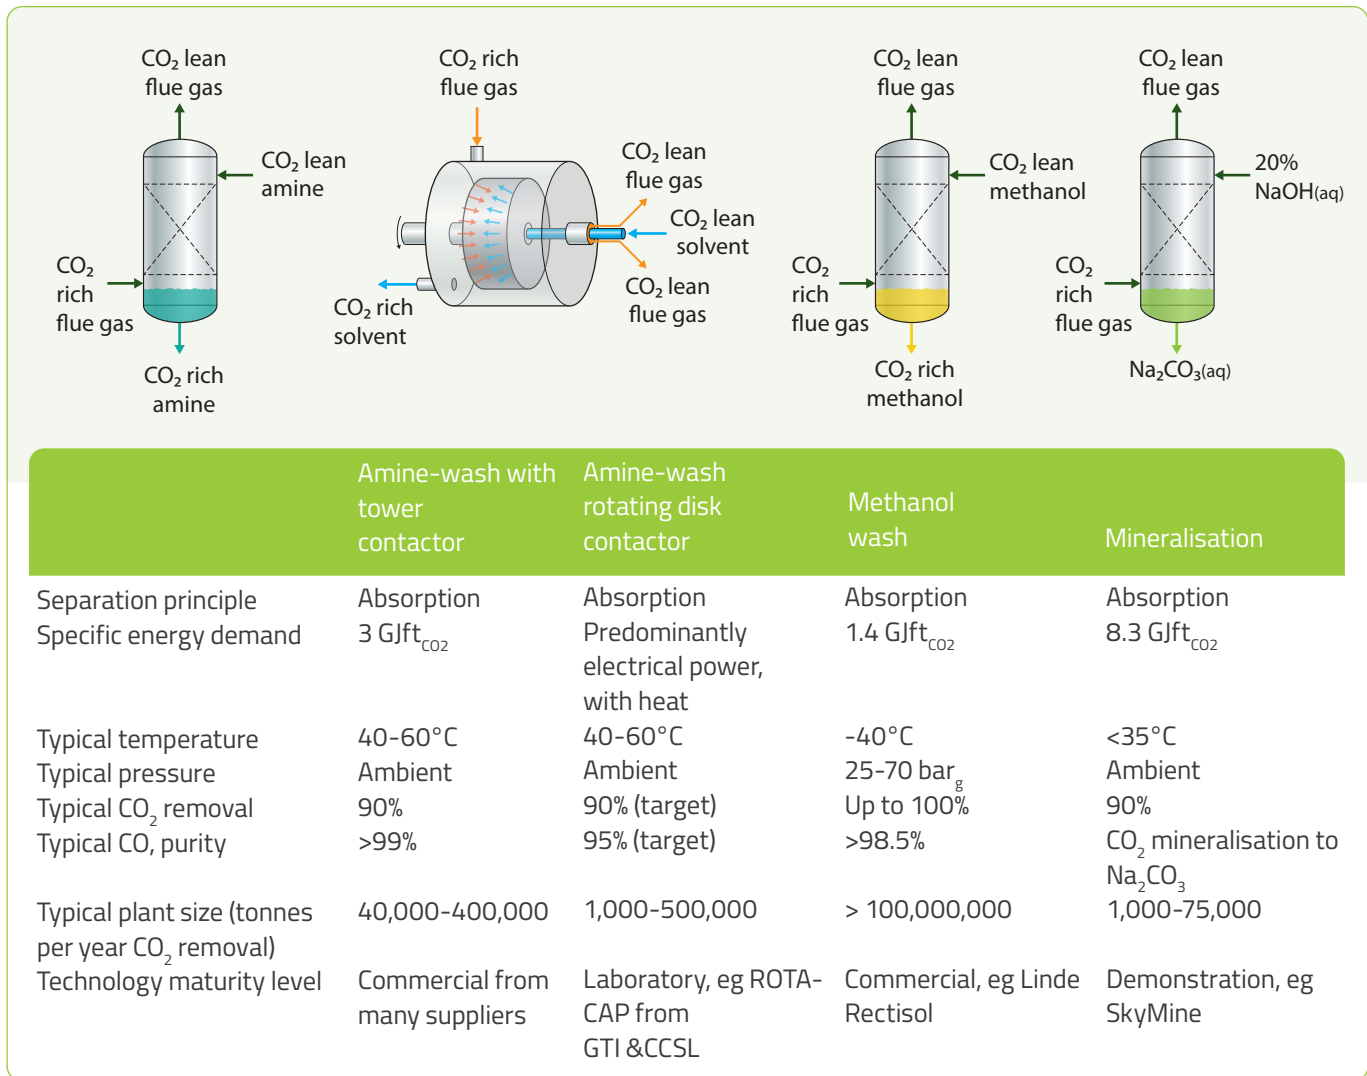 CO₂ lean
flue gas
CO₂ lean
amine
CO₂
rich
flue gas
CO₂ rich
amine
CO₂ rich
flue gas
CO₂ lean
flue gas
CO₂ lean
solvent
CO₂ lean
flue gas
CO₂ rich
solvent
CO₂ lean
flue gas
CO₂ lean
methanol
CO₂
rich
flue gas
CO₂ rich
methanol
CO₂ lean
flue gas
20%
NaOH(aq)
CO₂
rich
flue gas
Na₂CO₃(aq)
Amine-wash with
tower
contactor
Amine-wash
rotating disk
contactor
Methanol
wash
Mineralisation
Separation principle
Absorption
Absorption
Absorption
Absorption
Specific energy demand
3 GJft_CO2
Predominantly
electrical power,
with heat
1.4 GJft_CO2
8.3 GJft_CO2
Typical temperature
40-60°C
40-60°C
-40°C
<35°C
Typical pressure
Ambient
Ambient
25-70 bar_g
Ambient
Typical CO₂ removal
90%
90% (target)
Up to 100%
90%
Typical CO, purity
>99%
95% (target)
>98.5%
CO₂ mineralisation to
Na₂CO₃
Typical plant size (tonnes
per year CO₂ removal)
40,000-400,000
1,000-500,000
> 100,000,000
1,000-75,000
Technology maturity level
Commercial from
many suppliers
Laboratory, eg ROTA-
CAP from
GTI &CCSL
Commercial, eg Linde
Rectisol
Demonstration, eg
SkyMine